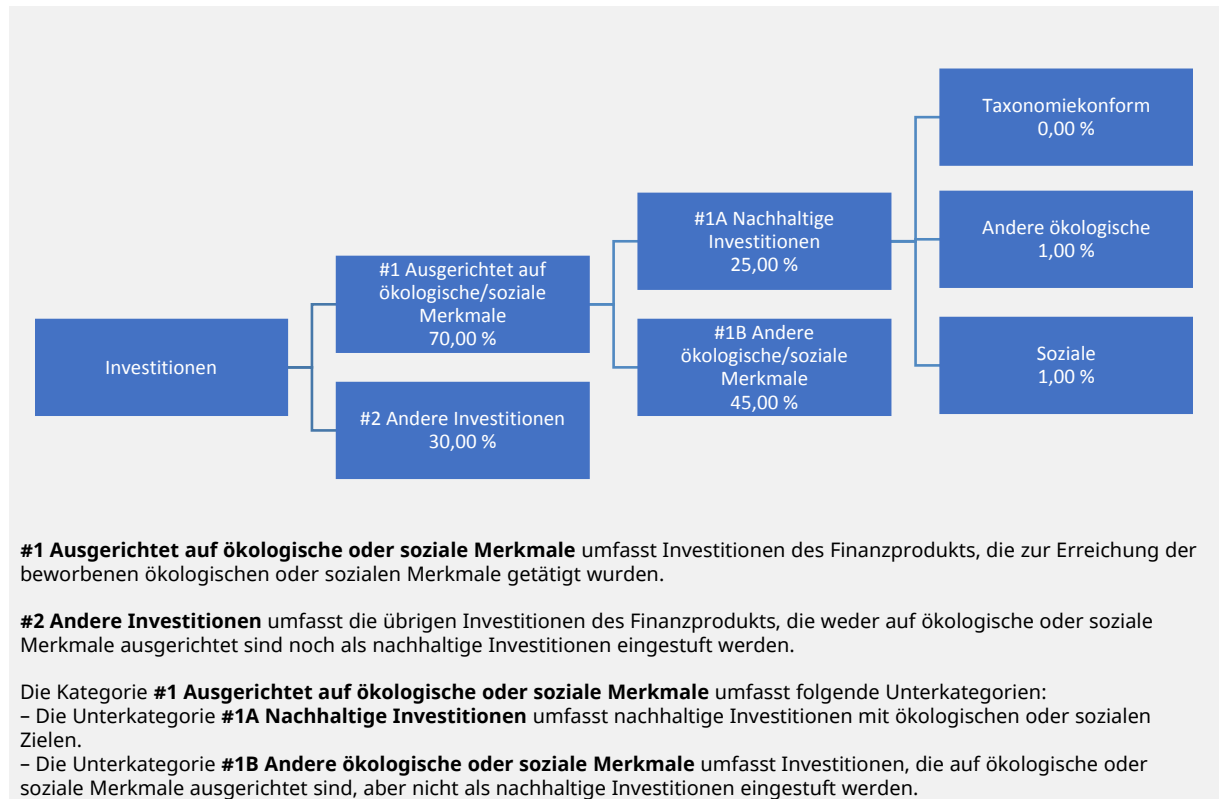 Investitionen
#1 Ausgerichtet auf
ökologische/soziale
Merkmale
70,00 %
#2 Andere Investitionen
30,00 %
#1A Nachhaltige
Investitionen
25,00 %
#1B Andere
ökologische/soziale
Merkmale
45,00 %
Taxonomiekonform
0,00 %
Andere ökologische
1,00 %
Soziale
1,00 %
#1 Ausgerichtet auf ökologische oder soziale Merkmale umfasst Investitionen des Finanzprodukts, die zur Erreichung der
beworbenen ökologischen oder sozialen Merkmale getätigt wurden.
#2 Andere Investitionen umfasst die übrigen Investitionen des Finanzprodukts, die weder auf ökologische oder soziale
Merkmale ausgerichtet sind noch als nachhaltige Investitionen eingestuft werden.
Die Kategorie #1 Ausgerichtet auf ökologische oder soziale Merkmale umfasst folgende Unterkategorien:
– Die Unterkategorie #1A Nachhaltige Investitionen umfasst nachhaltige Investitionen mit ökologischen oder sozialen
Zielen.
– Die Unterkategorie #1B Andere ökologische oder soziale Merkmale umfasst Investitionen, die auf ökologische oder
soziale Merkmale ausgerichtet sind, aber nicht als nachhaltige Investitionen eingestuft werden.